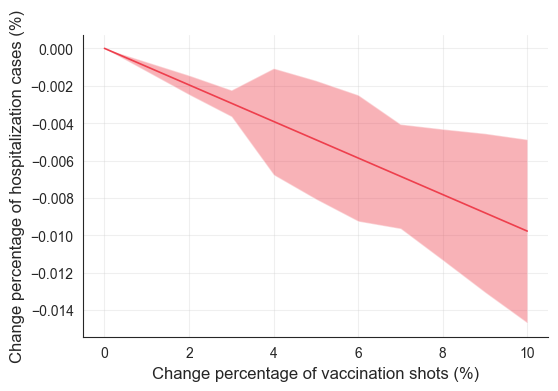 Change percentage of hospitalization cases (%)
0.000
−0.002
−0.004
−0.006
−0.008
−0.010
−0.012
−0.014
0 2 4 6 8 10
Change percentage of vaccination shots (%)